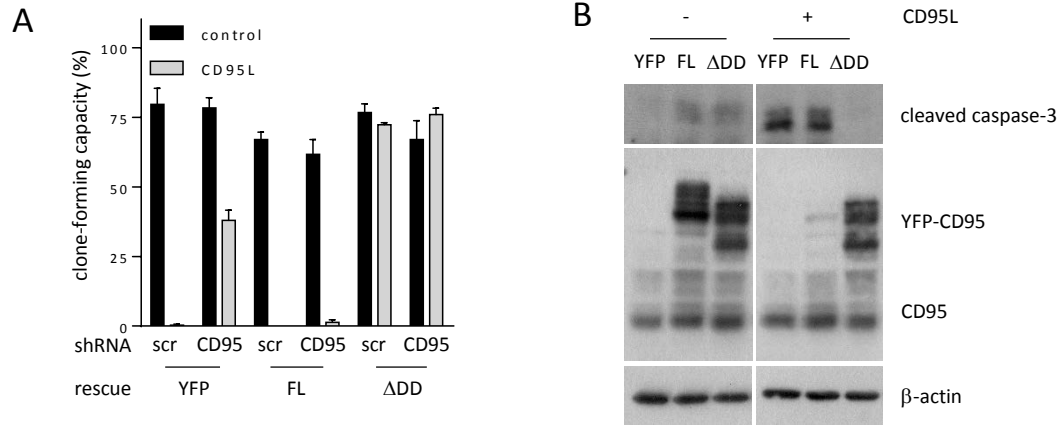 A
control
CD95L
clone-forming capacity (%)
100
75
50
25
0
shRNA scr CD95 scr CD95 scr CD95
rescue YFP FL ΔDD
B
- + CD95L
YFP FL ΔDD YFP FL ΔDD
cleaved caspase-3
YFP-CD95
CD95
β-actin